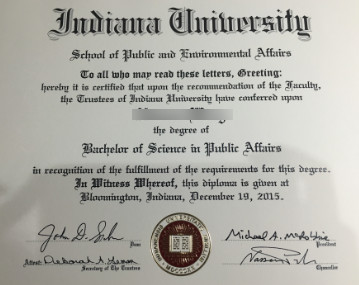 Indiana University
School of Public and Environmental Affairs
To all who may read these letters, Greeting:
hereby it is certified that upon the recommendation of the Faculty,
the Trustees of Indiana University have conferred upon
the degree of
Bachelor of Science in Public Affairs
in recognition of the fulfillment of the requirements for this degree.
In Witness Whereof, this diploma is given at
Bloomington, Indiana, December 19, 2015.
Dean
President
Secretary of The Trustees
Chancellor